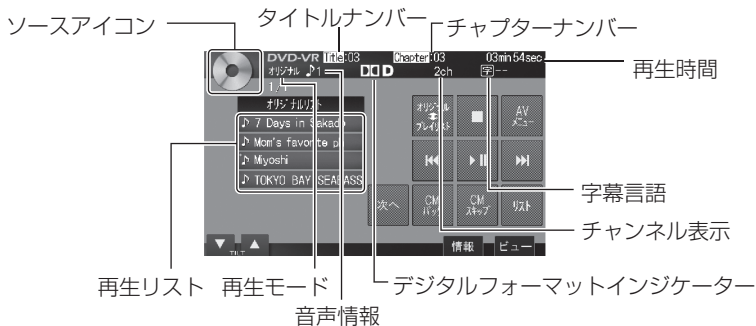 ソースアイコン
タイトルナンバー
チャプターナンバー
DVD-VR Title:03 Chapter:03 03min54sec
再生時間
オリジナル ♪1 D 2ch 字--
1/1
オリジナルリスト
♪ 7 Days in Sakado
♪ Mom's favorite p
♪ Miyoshi
♪ TOKYO BAY SEABASS
オリジナル
プレイリスト
AV
メニュー
次へ
CM
バック
CM
スキップ
リスト
字幕言語
チャンネル表示
TILT
情報
ビュー
再生リスト
再生モード
デジタルフォーマットインジケーター
音声情報